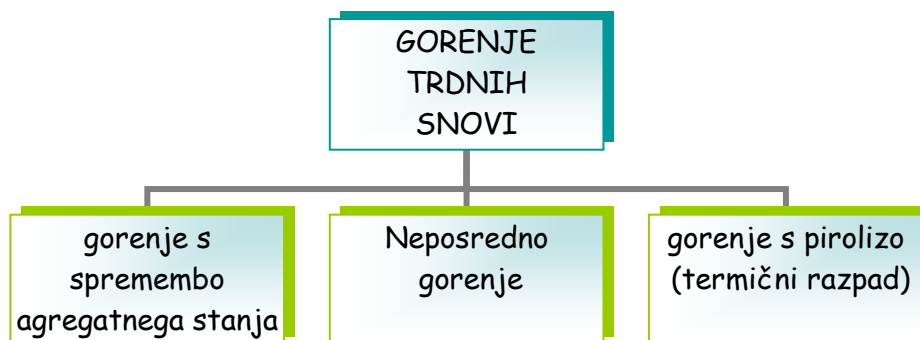 GORENJE
TRDNIH
SNOVI
gorenje s
spremembo
agregatnega stanja
Neposredno
gorenje
gorenje s pirolizo
(termični razpad)